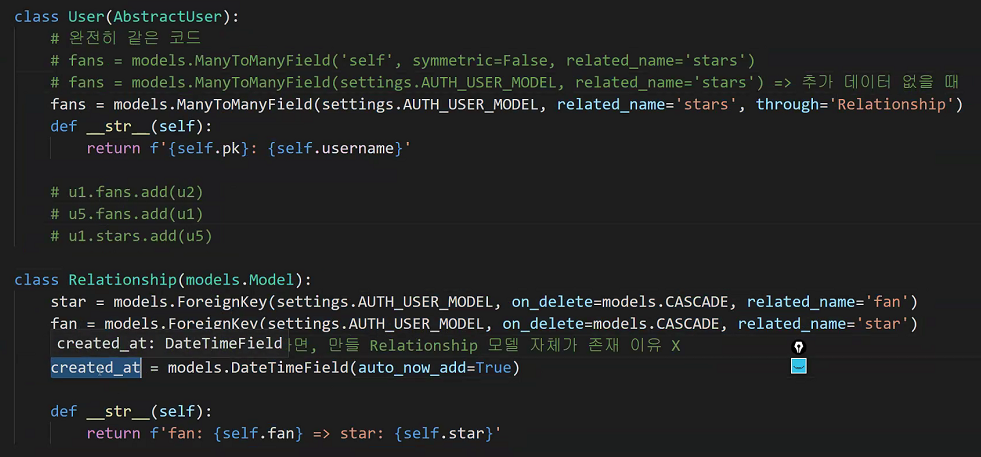 class User(AbstractUser):
# 완전히 같은 코드
# fans = models.ManyToManyField('self', symmetric=False, related_name='stars')
# fans = models.ManyToManyField(settings.AUTH_USER_MODEL, related_name='stars') => 추가 데이터 없을 때
fans = models.ManyToManyField(settings.AUTH_USER_MODEL, related_name='stars', through='Relationship')
def __str__(self):
return f'{self.pk}: {self.username}'
# u1.fans.add(u2)
# u5.fans.add(u1)
# u1.stars.add(u5)
class Relationship(models.Model):
star = models.ForeignKey(settings.AUTH_USER_MODEL, on_delete=models.CASCADE, related_name='fan')
fan = models.ForeignKey(settings.AUTH_USER_MODEL, on_delete=models.CASCADE, related_name='star')
created_at: DateTimeField 면, 만들 Relationship 모델 자체가 존재 이유 X
created_at = models.DateTimeField(auto_now_add=True)
def __str__(self):
return f'fan: {self.fan} => star: {self.star}'